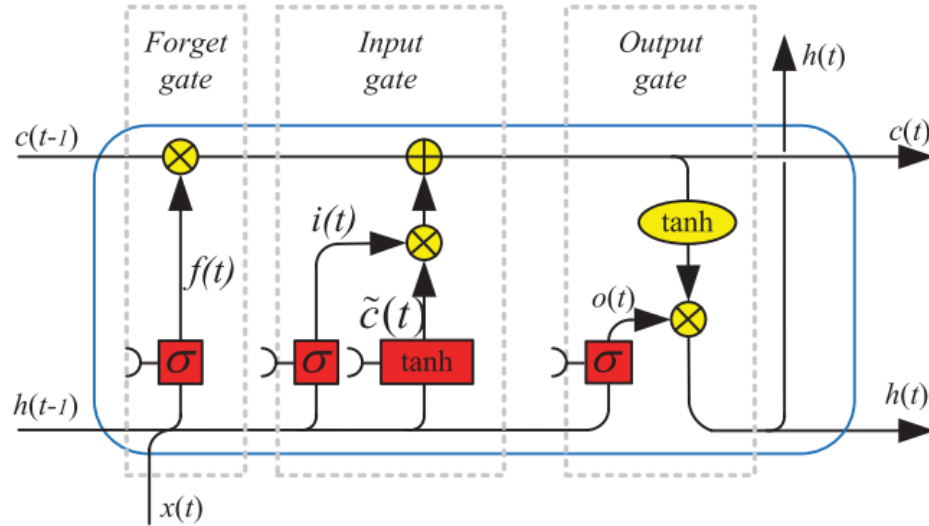 Forget
gate
Input
gate
Output
gate
h(t)
c(t-1)
c(t)
tanh
i(t)
f(t)
c̃(t)
o(t)
σ
σ
tanh
σ
h(t-1)
h(t)
x(t)